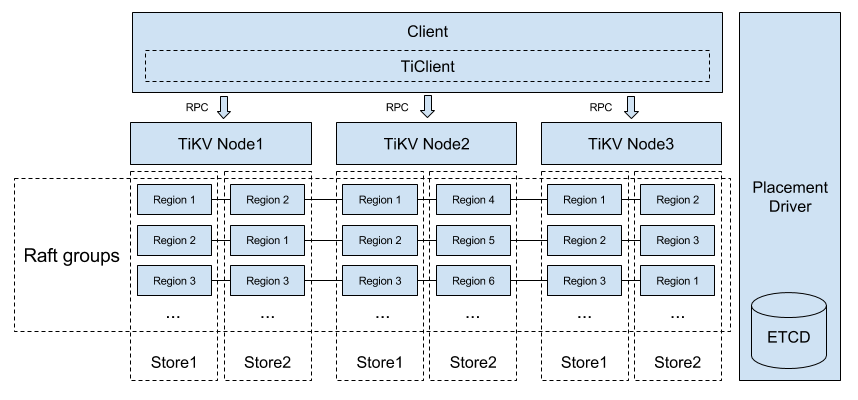 Client
TiClient
RPC
RPC
RPC
TiKV Node1
TiKV Node2
TiKV Node3
Placement
Driver
Raft groups
Region 1
Region 2
Region 1
Region 4
Region 1
Region 2
Region 2
Region 1
Region 2
Region 5
Region 2
Region 3
Region 3
Region 3
Region 3
Region 6
Region 3
Region 1
...
...
...
...
...
...
Store1
Store2
Store1
Store2
Store1
Store2
ETCD